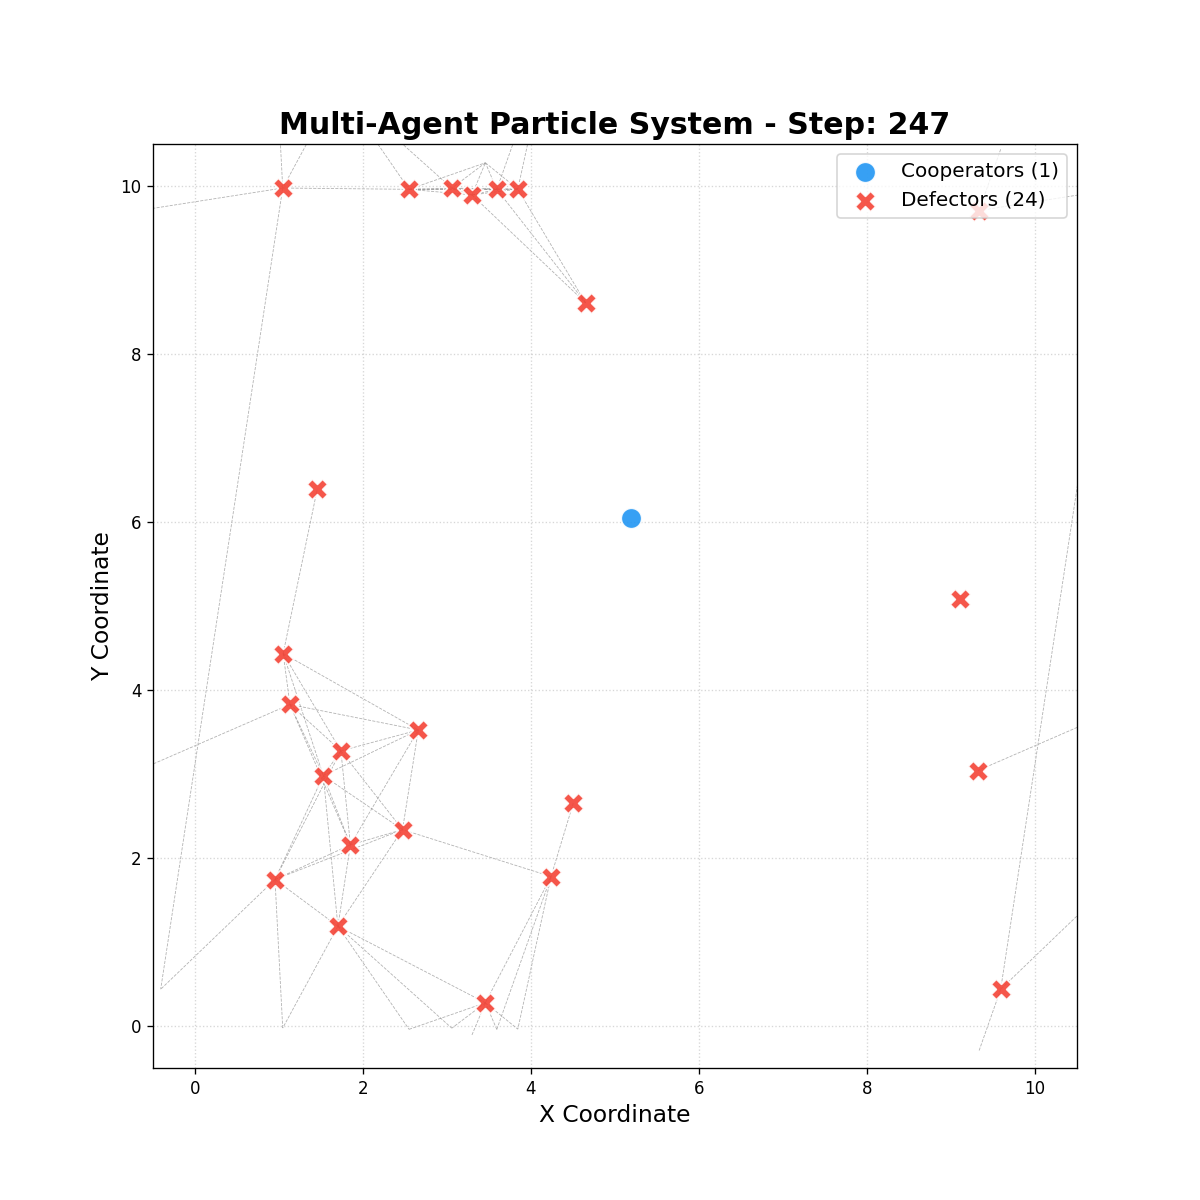 Multi-Agent Particle System - Step: 247
Cooperators (1)
Defectors (24)
10
8
6
4
2
0
Y Coordinate
0 2 4 6 8 10
X Coordinate